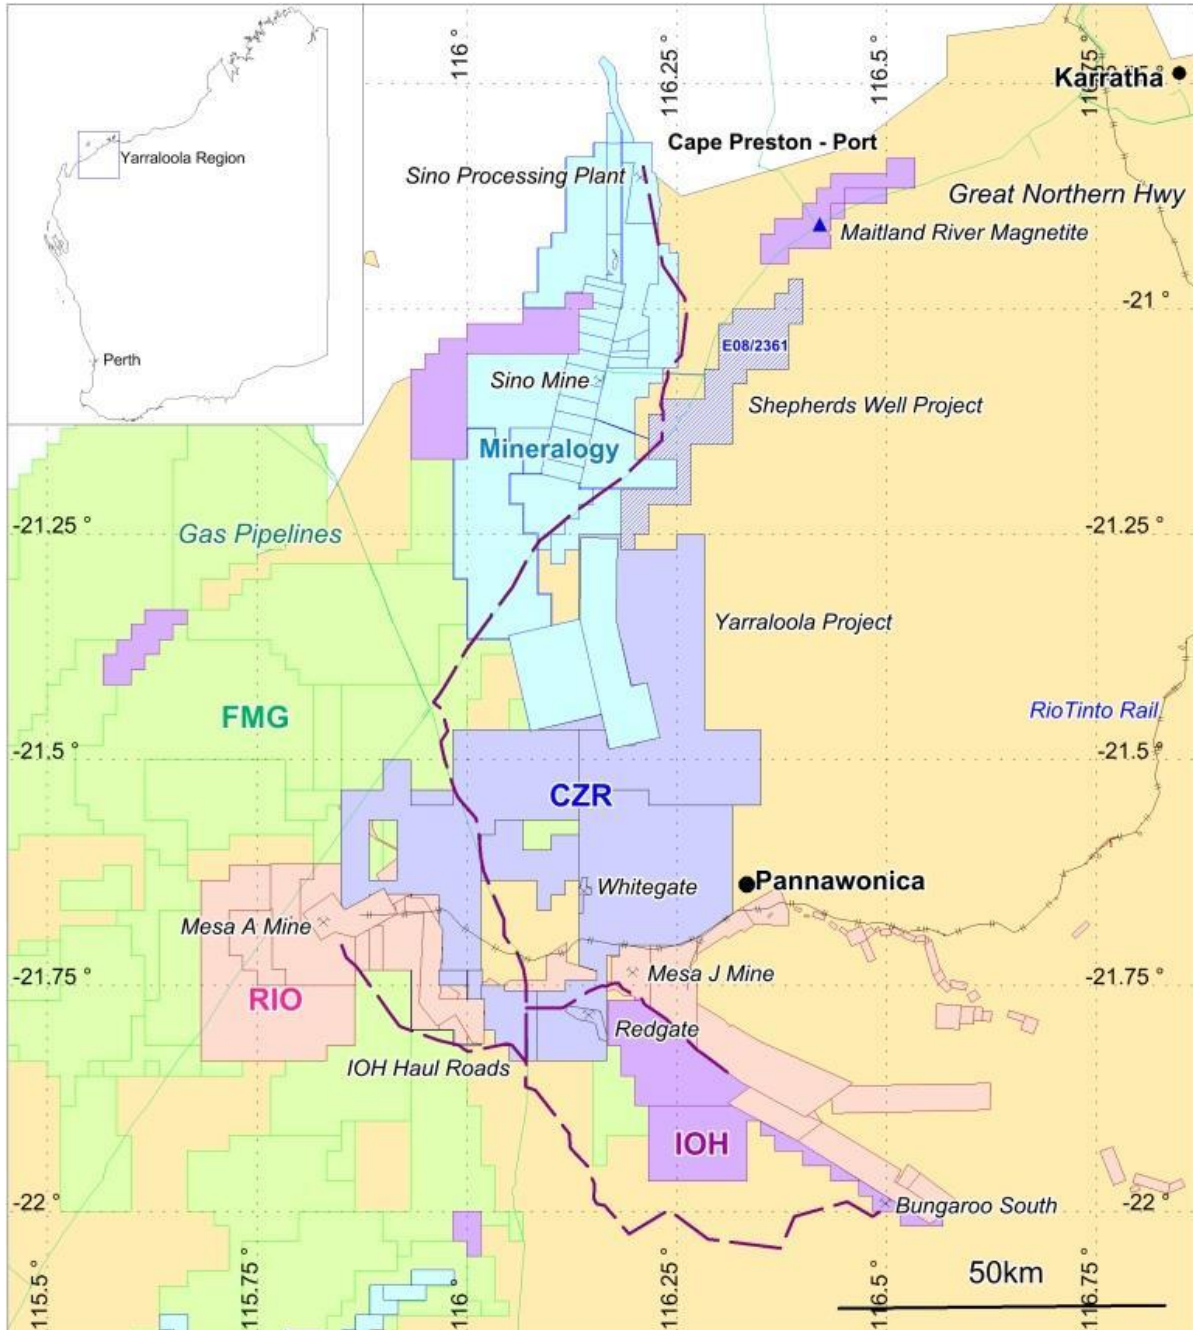 116 °
116.25 °
116.5 °
116.75 °
Karratha
Yarraloola Region
Perth
Cape Preston - Port
Sino Processing Plant
Great Northern Hwy
Maitland River Magnetite
-21 °
E08/2361
Sino Mine
Shepherds Well Project
Mineralogy
-21.25 °
Gas Pipelines
-21.25 °
Yarraloola Project
FMG
RioTinto Rail
-21.5 °
-21.5 °
CZR
Whitegate
Pannawonica
Mesa A Mine
-21.75 °
Mesa J Mine
-21.75 °
RIO
Redgate
IOH Haul Roads
IOH
-22 °
Bungaroo South
-22 °
50km
115.5 °
115.75 °
116 °
116.25 °
116.5 °
116.75 °